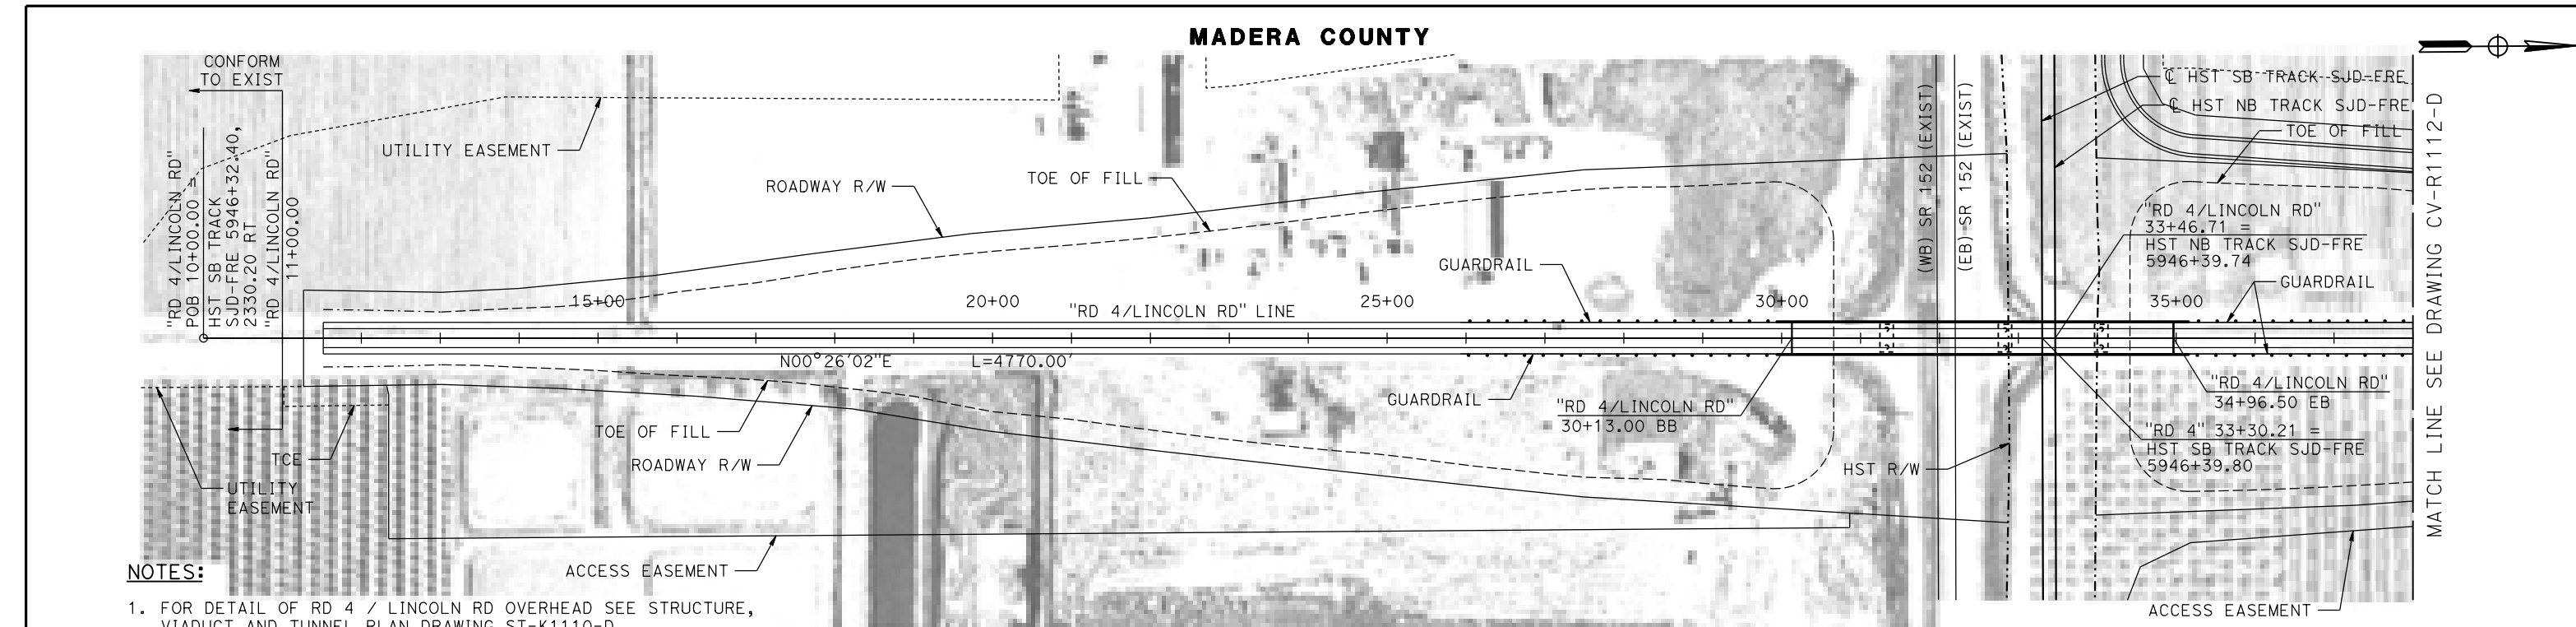 MADERA COUNTY
CONFORM
TO EXIST
"RD 4/LINCOLN RD"
POB 10+00.00 =
HST SB TRACK
SJD-FRE 5946+32.40,
2330.20 RT
"RD 4/LINCOLN RD"
11+00.00
UTILITY EASEMENT
ROADWAY R/W
TOE OF FILL
GUARDRAIL
(WB) SR 152 (EXIST)
(EB) SR 152 (EXIST)
℄ HST SB TRACK SJD-FRE
℄ HST NB TRACK SJD-FRE
TOE OF FILL
"RD 4/LINCOLN RD"
33+46.71 =
HST NB TRACK SJD-FRE
5946+39.74
GUARDRAIL
MATCH LINE SEE DRAWING CV-R1112-D
15+00
20+00
25+00
30+00
35+00
"RD 4/LINCOLN RD" LINE
N00°26'02"E
L=4770.00'
GUARDRAIL
"RD 4/LINCOLN RD"
30+13.00 BB
"RD 4/LINCOLN RD"
34+96.50 EB
"RD 4" 33+30.21 =
HST SB TRACK SJD-FRE
5946+39.80
HST R/W
TOE OF FILL
ROADWAY R/W
TCE
UTILITY
EASEMENT
ACCESS EASEMENT
ACCESS EASEMENT
NOTES:
1. FOR DETAIL OF RD 4 / LINCOLN RD OVERHEAD SEE STRUCTURE,
VIADUCT AND TUNNEL PLAN DRAWING ST-K1110-D